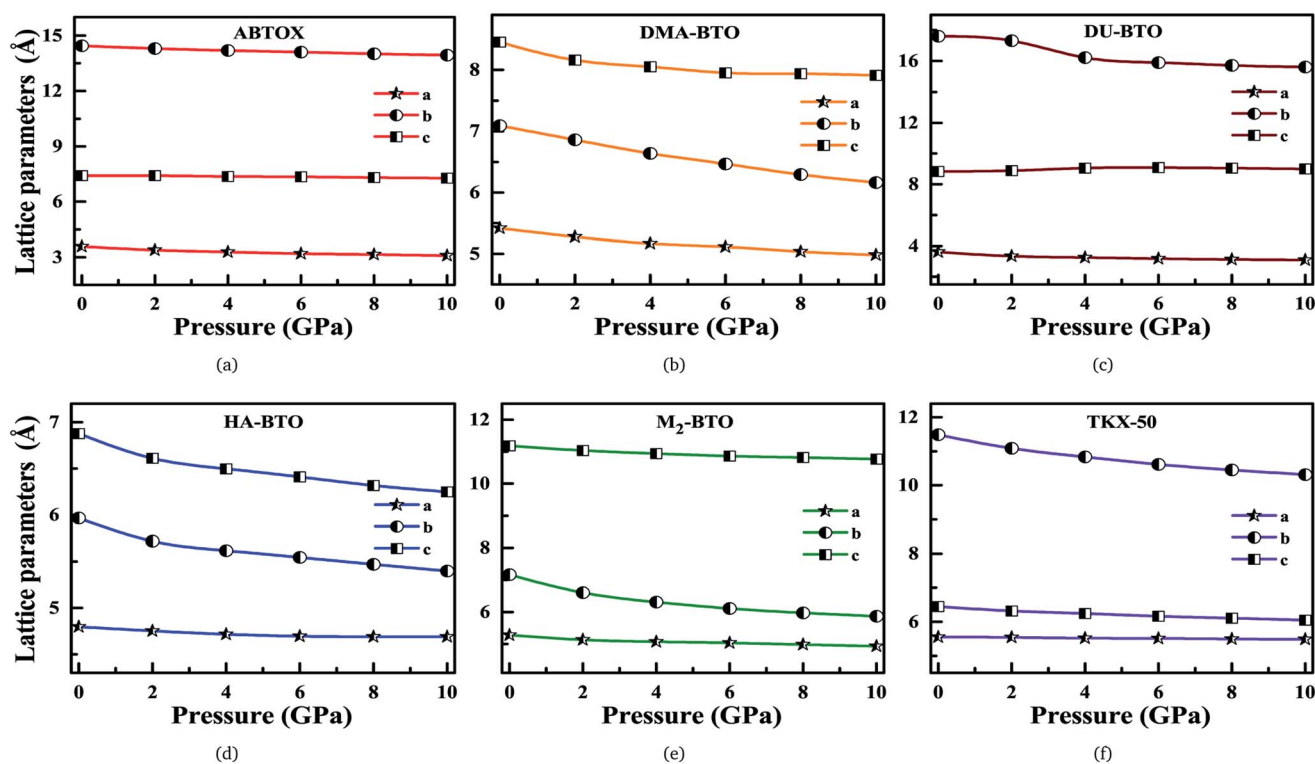 ABTOX
Lattice parameters (Å)
15
12
9
6
3
a
b
c
0 2 4 6 8 10
Pressure (GPa)
(a)
DMA-BTO
8
7
6
5
a
b
c
0 2 4 6 8 10
Pressure (GPa)
(b)
DU-BTO
16
12
8
4
a
b
c
0 2 4 6 8 10
Pressure (GPa)
(c)
HA-BTO
Lattice parameters (Å)
7
6
5
a
b
c
0 2 4 6 8 10
Pressure (GPa)
(d)
M₂-BTO
12
10
8
6
a
b
c
0 2 4 6 8 10
Pressure (GPa)
(e)
TKX-50
12
10
8
6
a
b
c
0 2 4 6 8 10
Pressure (GPa)
(f)